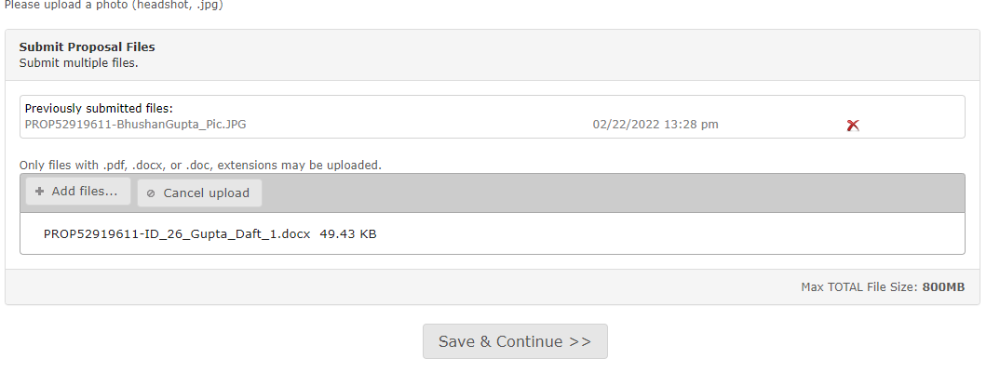 Please upload a photo (headshot, .jpg)
Submit Proposal Files
Submit multiple files.
Previously submitted files:
PROP52919611-BhushanGupta_Pic.JPG 02/22/2022 13:28 pm
Only files with .pdf, .docx, or .doc, extensions may be uploaded.
Add files... Cancel upload
PROP52919611-ID_26_Gupta_Daft_1.docx 49.43 KB
Max TOTAL File Size: 800MB
Save & Continue >>